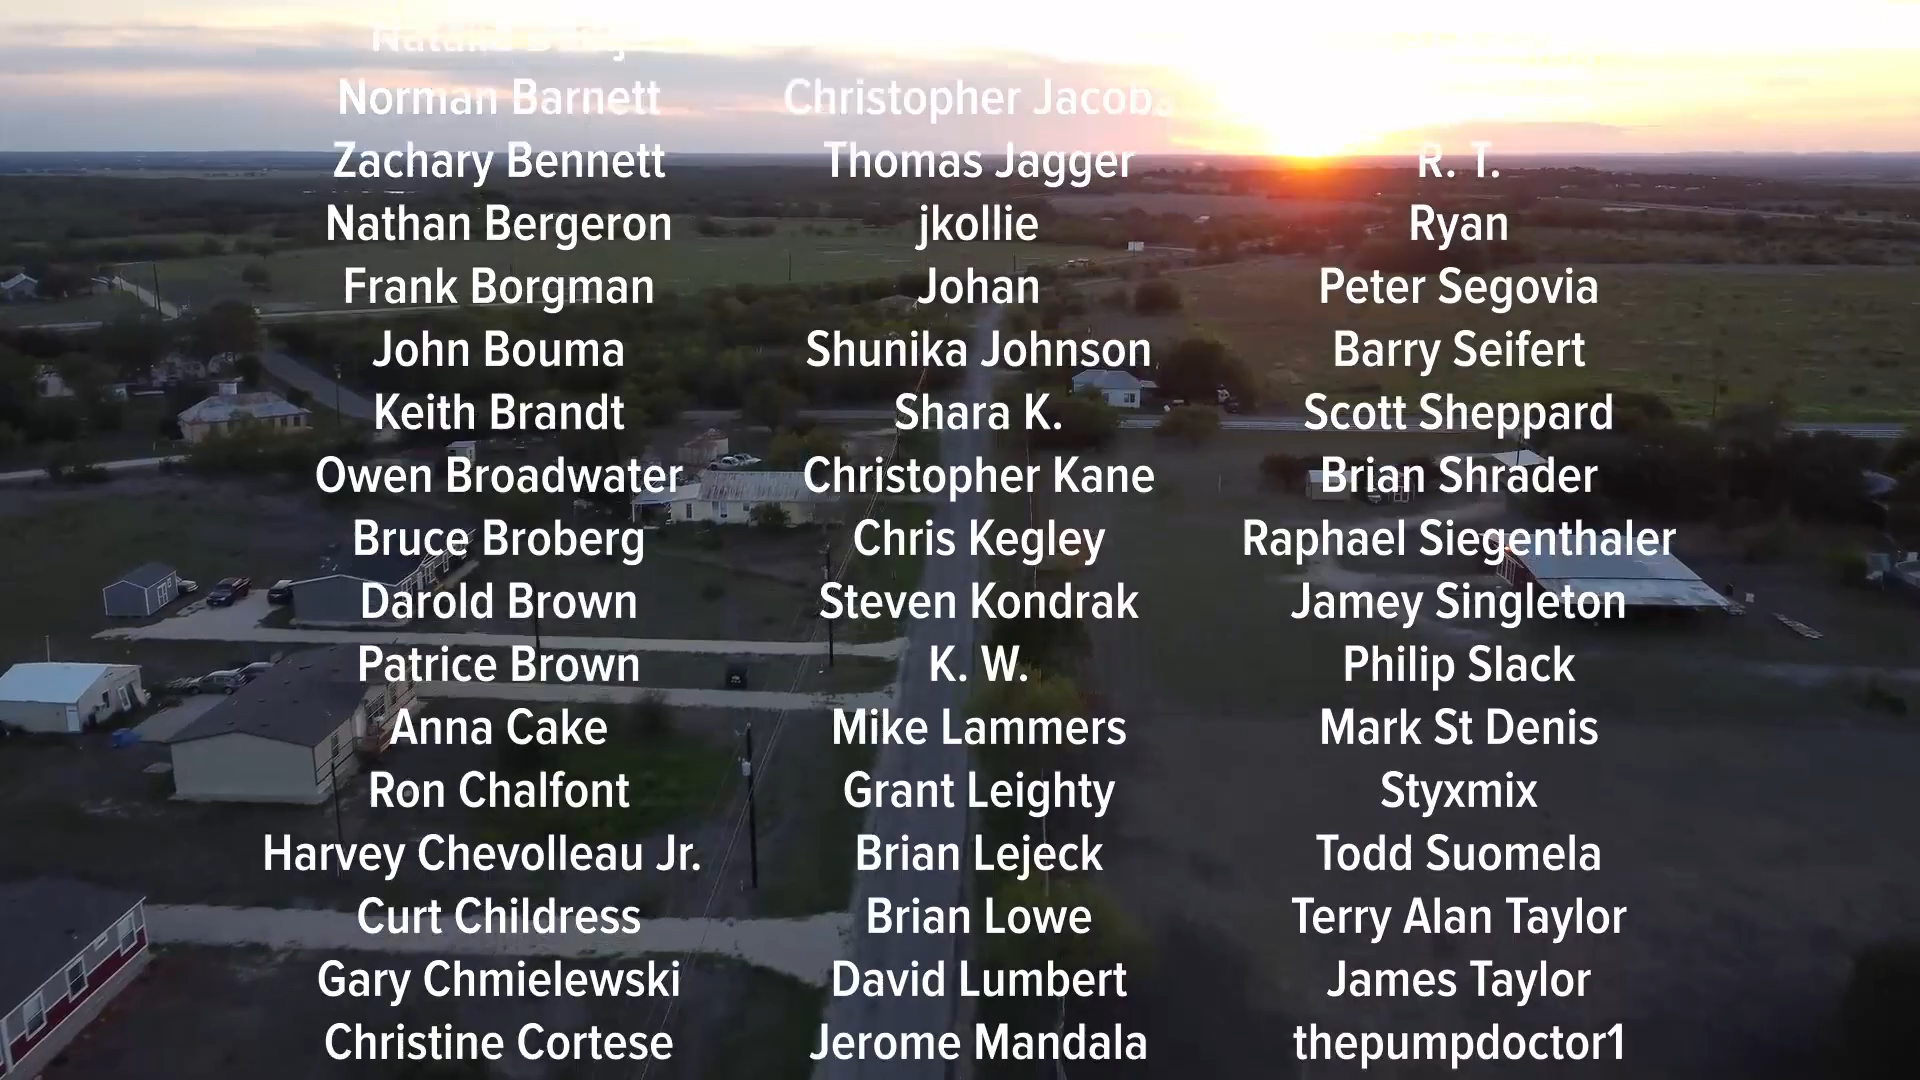 Norman Barnett
Zachary Bennett
Nathan Bergeron
Frank Borgman
John Bouma
Keith Brandt
Owen Broadwater
Bruce Broberg
Darold Brown
Patrice Brown
Anna Cake
Ron Chalfont
Harvey Chevolleau Jr.
Curt Childress
Gary Chmielewski
Christine Cortese
Christopher Jacobs
Thomas Jagger
jkollie
Johan
Shunika Johnson
Shara K.
Christopher Kane
Chris Kegley
Steven Kondrak
K. W.
Mike Lammers
Grant Leighty
Brian Lejeck
Brian Lowe
David Lumbert
Jerome Mandala
R. T.
Ryan
Peter Segovia
Barry Seifert
Scott Sheppard
Brian Shrader
Raphael Siegenthaler
Jamey Singleton
Philip Slack
Mark St Denis
Styxmix
Todd Suomela
Terry Alan Taylor
James Taylor
thepumpdoctor1